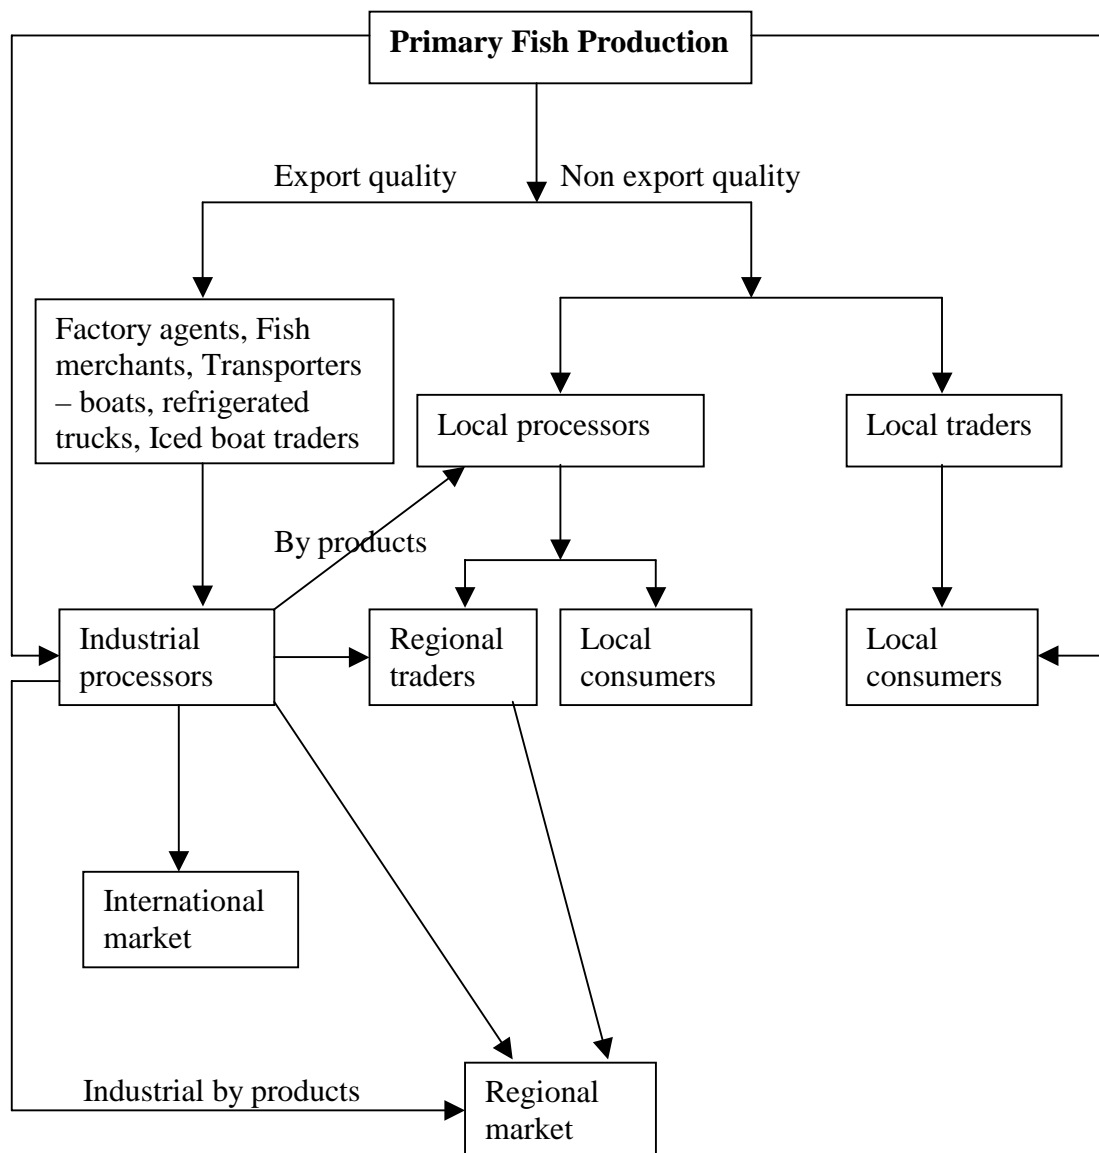 Primary Fish Production
Export quality
Non export quality
Factory agents, Fish
merchants, Transporters
– boats, refrigerated
trucks, Iced boat traders
Local processors
Local traders
By products
Industrial
processors
Regional
traders
Local
consumers
Local
consumers
International
market
Industrial by products
Regional
market